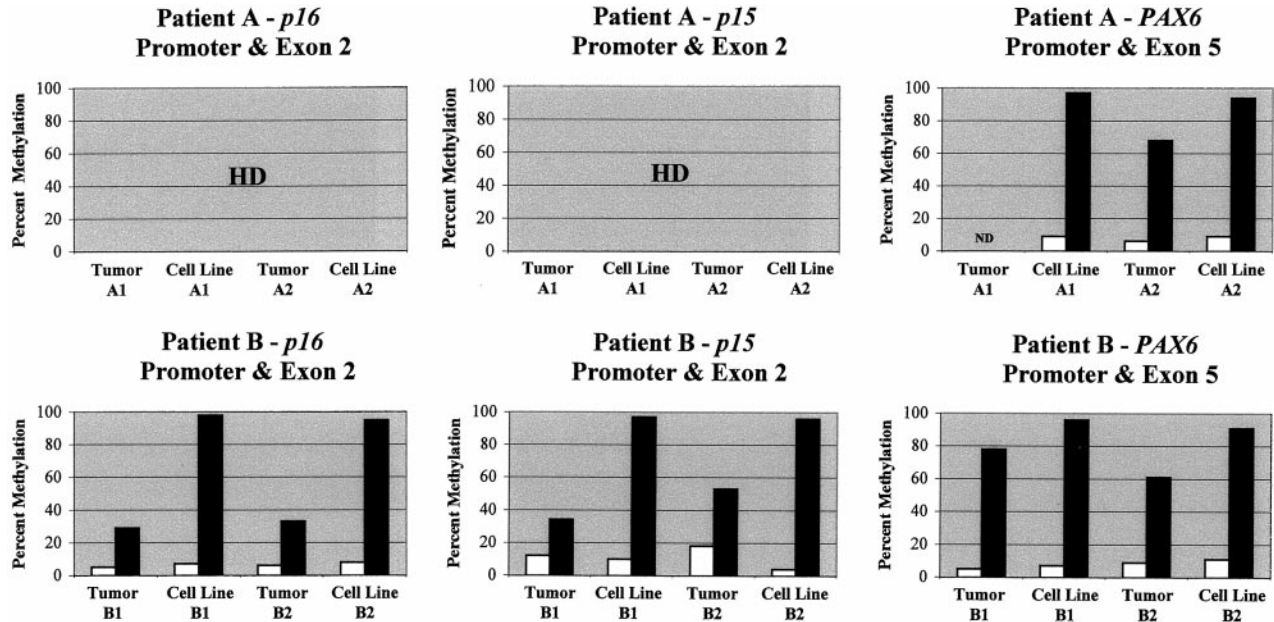 Patient A - p16
Promoter & Exon 2
Percent Methylation
100
80
60
40
20
0
HD
Tumor A1
Cell Line A1
Tumor A2
Cell Line A2
Patient A - p15
Promoter & Exon 2
Percent Methylation
100
80
60
40
20
0
HD
Tumor A1
Cell Line A1
Tumor A2
Cell Line A2
Patient A - PAX6
Promoter & Exon 5
Percent Methylation
100
80
60
40
20
0
ND
Tumor A1
Cell Line A1
Tumor A2
Cell Line A2
Patient B - p16
Promoter & Exon 2
Percent Methylation
100
80
60
40
20
0
Tumor B1
Cell Line B1
Tumor B2
Cell Line B2
Patient B - p15
Promoter & Exon 2
Percent Methylation
100
80
60
40
20
0
Tumor B1
Cell Line B1
Tumor B2
Cell Line B2
Patient B - PAX6
Promoter & Exon 5
Percent Methylation
100
80
60
40
20
0
Tumor B1
Cell Line B1
Tumor B2
Cell Line B2